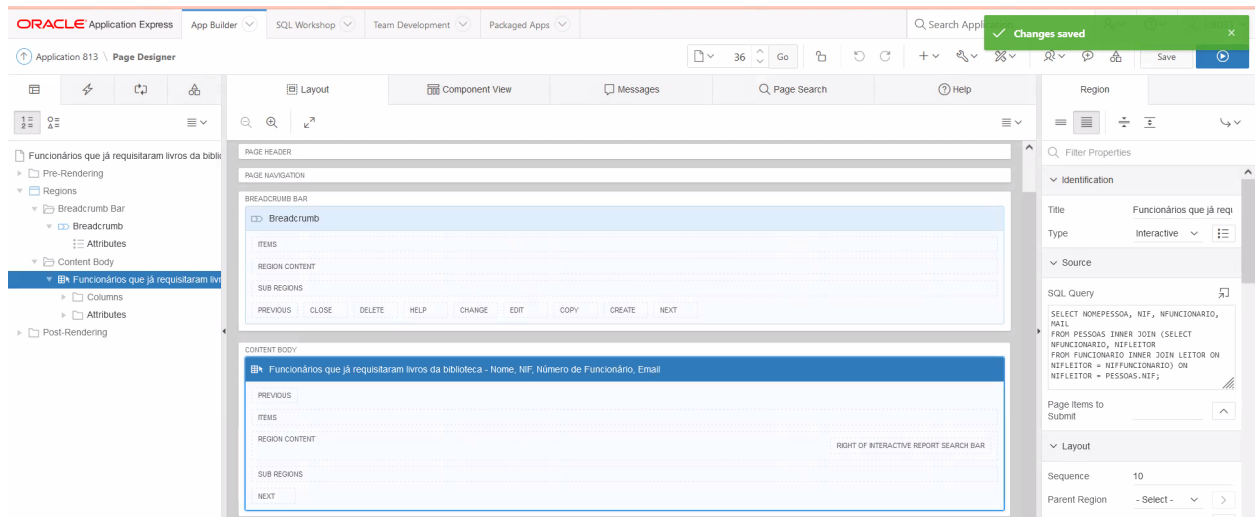 ORACLE Application Express App Builder SQL Workshop Team Development Packaged Apps Search Appl
Changes saved
Application 813 \ Page Designer 36 Go Save
Layout Component View Messages Page Search Help Region
Funcionários que já requisitaram livros da bibli
Pre-Rendering
Regions
Breadcrumb Bar
Breadcrumb
Attributes
Content Body
Funcionários que já requisitaram livr
Columns
Attributes
Post-Rendering
PAGE HEADER
PAGE NAVIGATION
BREADCRUMB BAR
Breadcrumb
ITEMS
REGION CONTENT
SUB REGIONS
PREVIOUS CLOSE DELETE HELP CHANGE EDIT COPY CREATE NEXT
CONTENT BODY
Funcionários que já requisitaram livros da biblioteca - Nome, NIF, Número de Funcionário, Email
PREVIOUS
ITEMS
REGION CONTENT
RIGHT OF INTERACTIVE REPORT SEARCH BAR
SUB REGIONS
NEXT
Filter Properties
Identification
Title Funcionários que já requ
Type Interactive
Source
SQL Query
SELECT NOMEPESSOA, NIF, NFUNCIONARIO,
MAIL
FROM PESSOAS INNER JOIN (SELECT
NFUNCIONARIO, NIFLEITOR
FROM FUNCIONARIO INNER JOIN LEITOR ON
NIFLEITOR = NIFFUNCIONARIO) ON
NIFLEITOR = PESSOAS.NIF;
Page Items to
Submit
Layout
Sequence 10
Parent Region - Select -